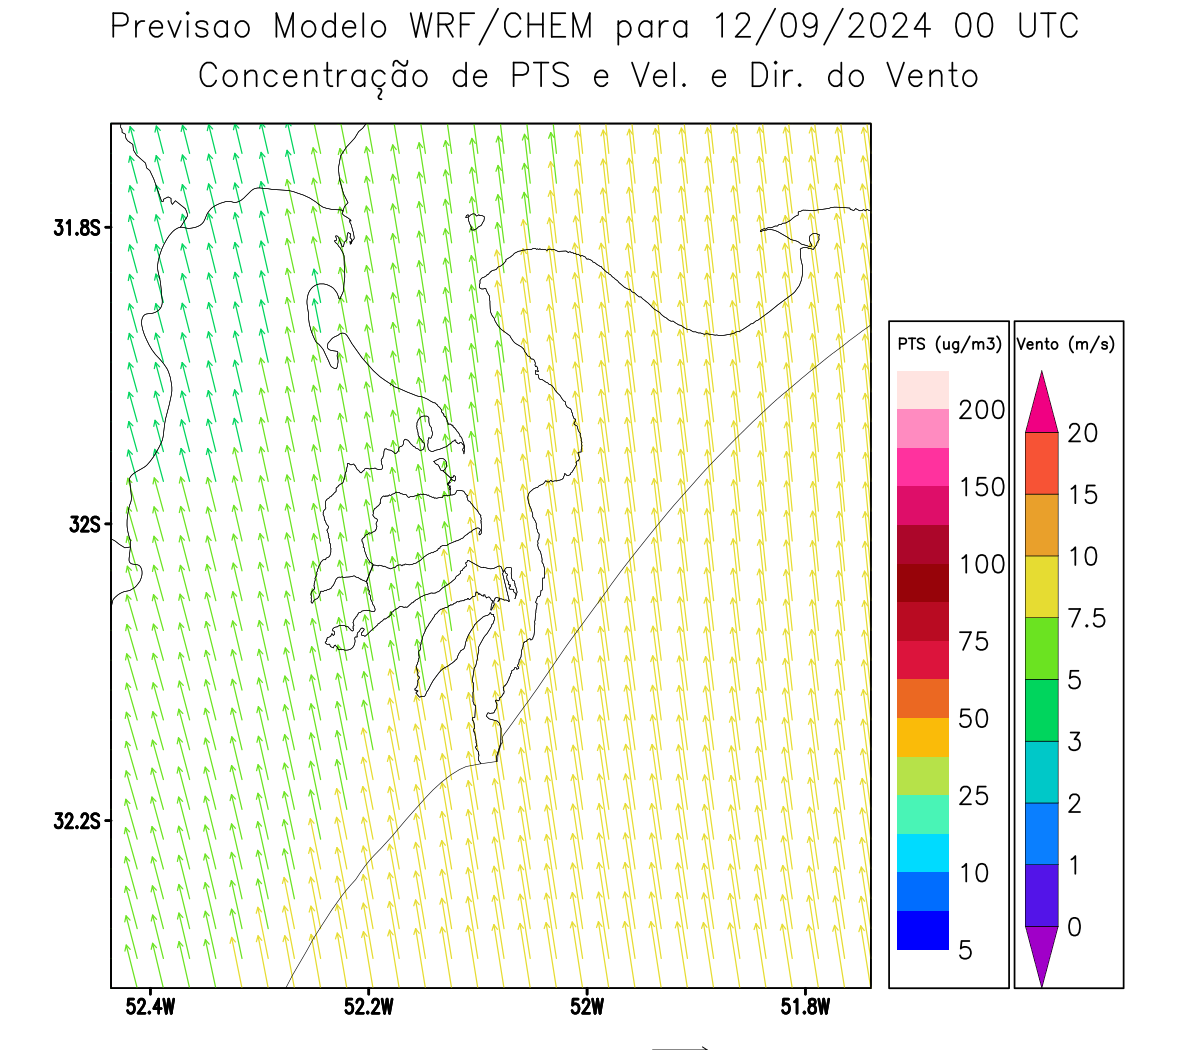 Previsao Modelo WRF/CHEM para 12/09/2024 00 UTC
Concentração de PTS e Vel. e Dir. do Vento
31.8S
32S
32.2S
52.4W
52.2W
52W
51.8W
PTS (ug/m3)
200
150
100
75
50
25
10
5
Vento (m/s)
20
15
10
7.5
5
3
2
1
0